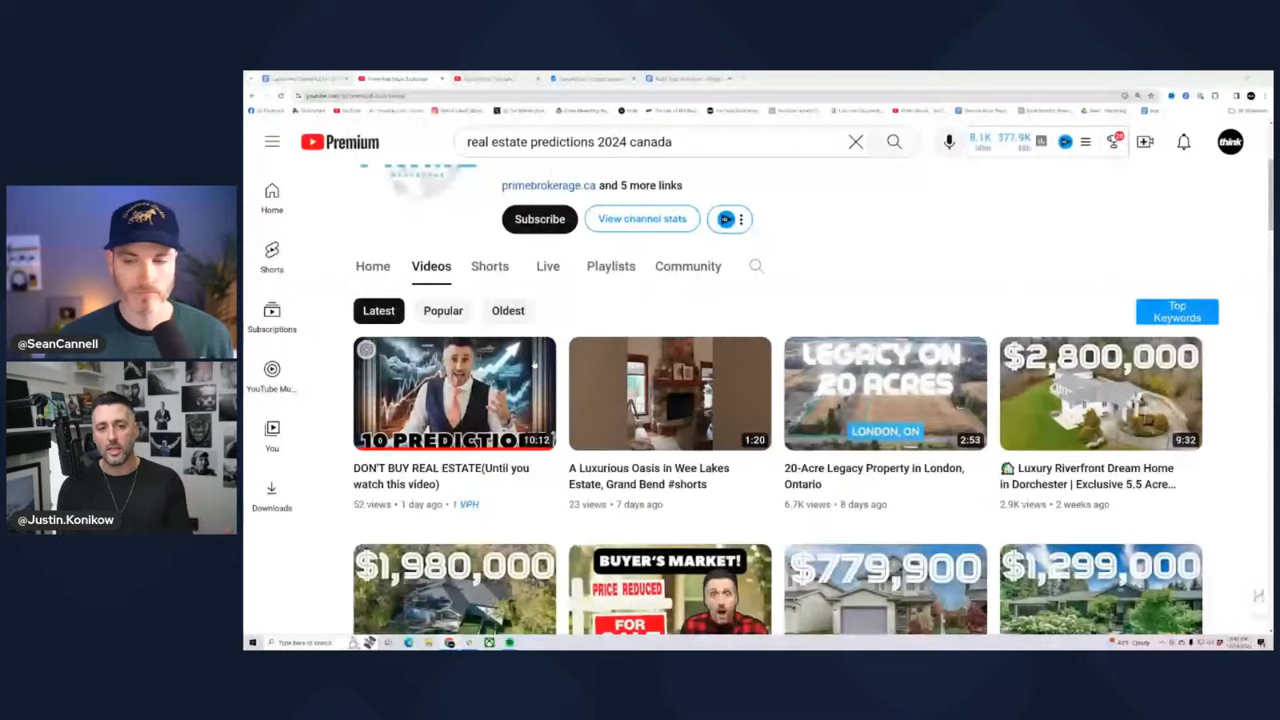 Premium
real estate predictions 2024 canada
8.1K 377.9K
60m 48h
think
primebrokerage.ca and 5 more links
Subscribe
View channel stats
Home
Shorts
Subscriptions
YouTube Mu...
You
Downloads
Home Videos Shorts Live Playlists Community
Latest Popular Oldest
Top
Keywords
10 PREDICTION
10:12
DON'T BUY REAL ESTATE(Until you
watch this video)
52 views • 1 day ago • 1 VPH
1:20
A Luxurious Oasis in Wee Lakes
Estate, Grand Bend #shorts
23 views • 7 days ago
LEGACY ON
20 ACRES
LONDON, ON
2:53
20-Acre Legacy Property in London,
Ontario
6.7K views • 8 days ago
$2,800,000
9:32
🏠 Luxury Riverfront Dream Home
in Dorchester | Exclusive 5.5 Acre...
2.9K views • 2 weeks ago
$1,980,000
BUYER'S MARKET!
PRICE REDUCED
FOR
$779,900
$1,299,000
Type here to search
@SeanCannell
@Justin.Konikow